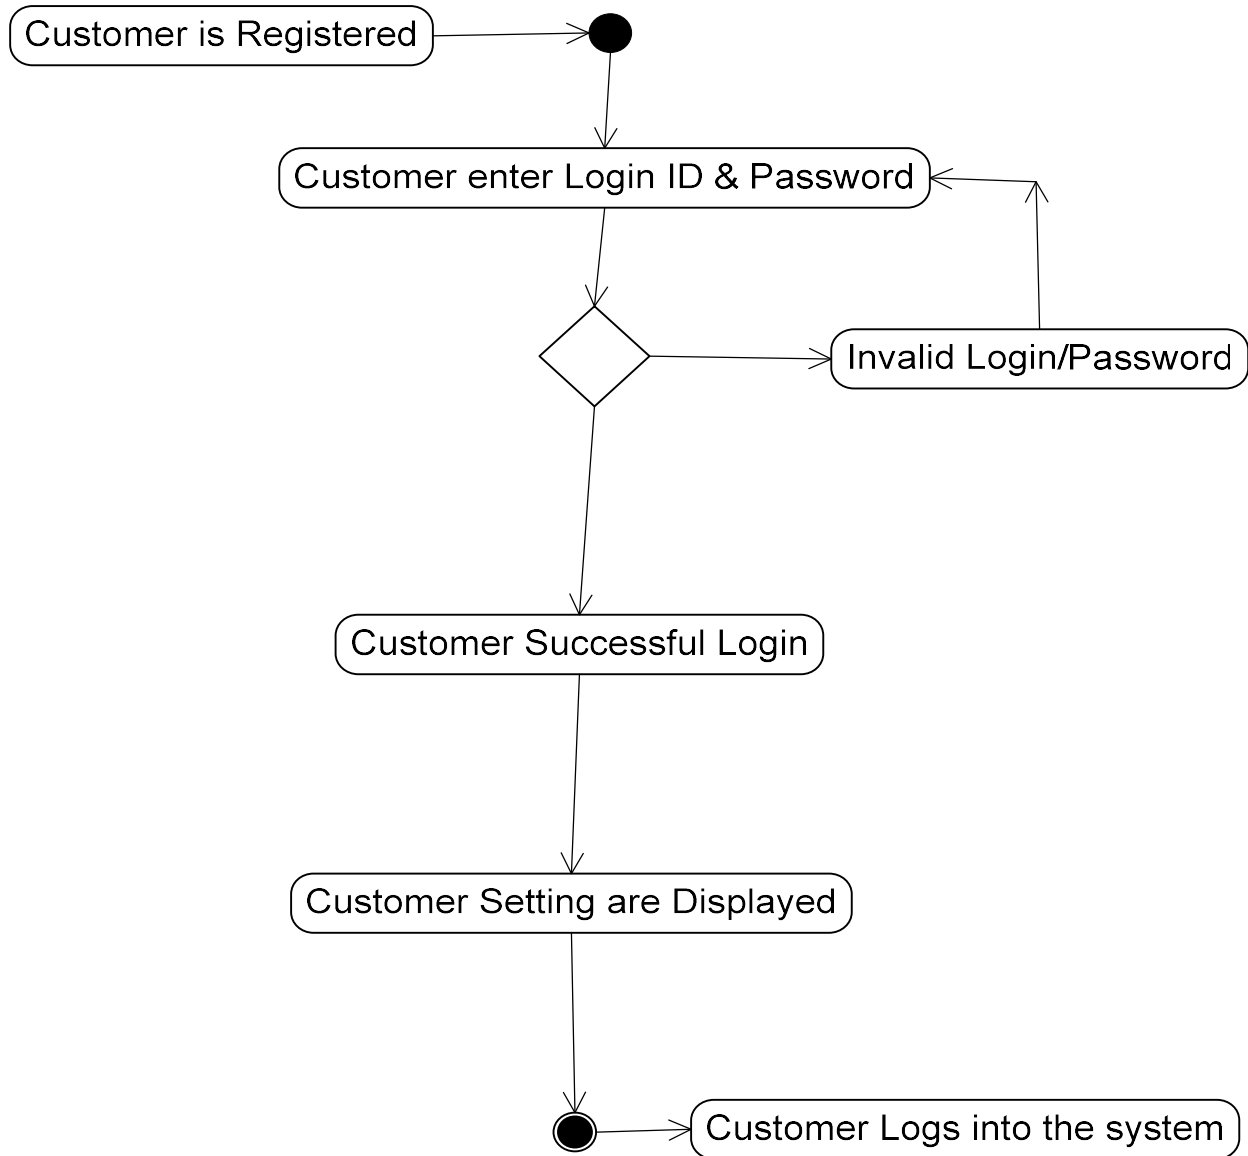 Customer is Registered
Customer enter Login ID & Password
Invalid Login/Password
Customer Successful Login
Customer Setting are Displayed
Customer Logs into the system